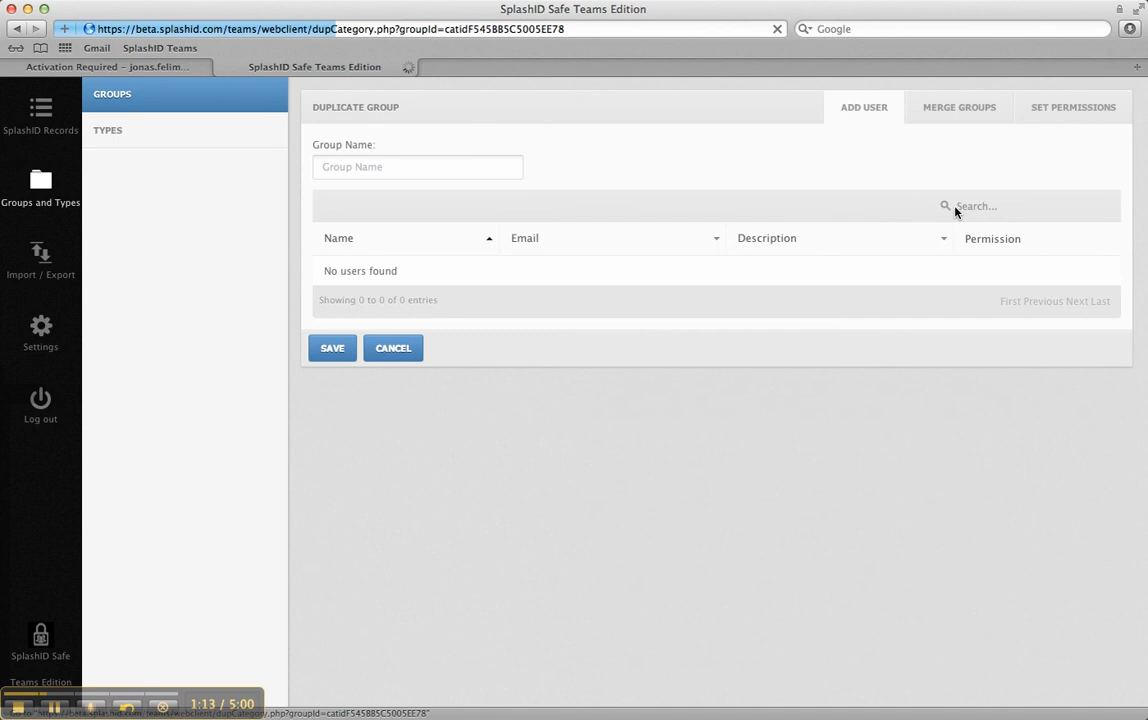 SplashID Safe Teams Edition
https://beta.splashid.com/teams/webclient/dupCategory.php?groupId=catidF545BB5C5005EE78
Google
Gmail SplashID Teams
Activation Required – jonas.felim...
SplashID Safe Teams Edition
SplashID Records
Groups and Types
Import / Export
Settings
Log out
SplashID Safe
Teams Edition
GROUPS
TYPES
DUPLICATE GROUP
ADD USER
MERGE GROUPS
SET PERMISSIONS
Group Name:
Group Name
Search...
Name Email Description Permission
No users found
Showing 0 to 0 of 0 entries
First Previous Next Last
SAVE CANCEL
1:13 / 5:00